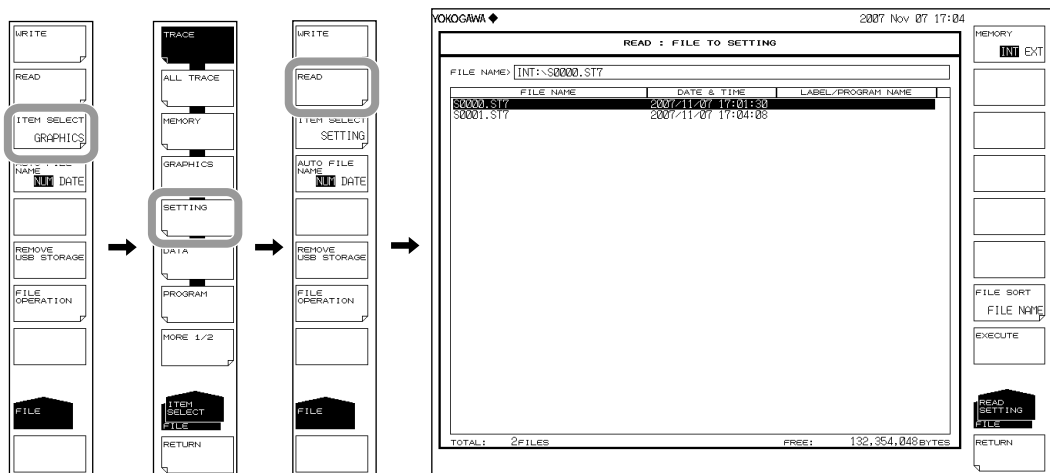 WRITE
READ
ITEM SELECT
GRAPHICS
AUTO FILE
NAME
NUM DATE
REMOVE
USB STORAGE
FILE
OPERATION
FILE
TRACE
ALL TRACE
MEMORY
GRAPHICS
SETTING
DATA
PROGRAM
MORE 1/2
ITEM
SELECT
FILE
RETURN
WRITE
READ
ITEM SELECT
SETTING
AUTO FILE
NAME
NUM DATE
REMOVE
USB STORAGE
FILE
OPERATION
FILE
YOKOGAWA ◆ 2007 Nov 07 17:04
READ : FILE TO SETTING
FILE NAME> INT:\S0000.ST7
FILE NAME DATE & TIME LABEL/PROGRAM NAME
S0000.ST7 2007/11/07 17:01:30
S0001.ST7 2007/11/07 17:04:08
TOTAL: 2FILES FREE: 132,354,048BYTES
MEMORY
INT EXT
FILE SORT
FILE NAME
EXECUTE
READ
SETTING
FILE
RETURN